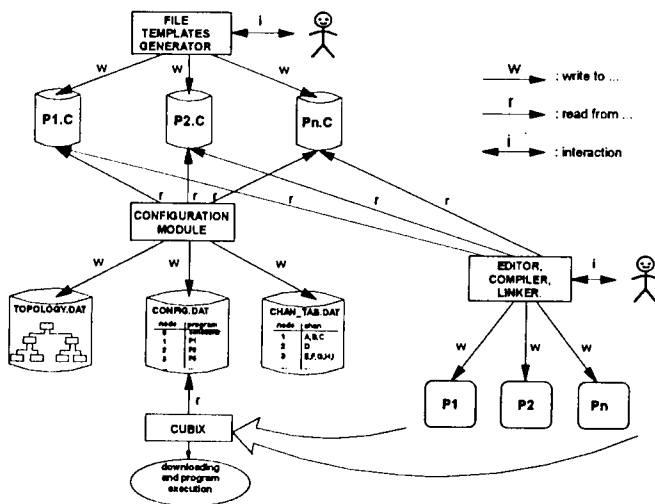 FILE
TEMPLATES
GENERATOR
i
w
w
w
P1.C
P2.C
Pn.C
w : write to ...
r : read from ...
i : interaction
r
r
r
r
r
r
CONFIGURATION
MODULE
w
w
w
EDITOR,
COMPILER,
LINKER.
i
TOPOLOGY.DAT
CONFIG.DAT
node program
0
1 P1
2
3
CHAN_TAB.DAT
node chan
1 A,B,C
2 D
3 E,F,G,H,I
w
w
w
P1
P2
Pn
r
CUBIX
downloading
and program
execution